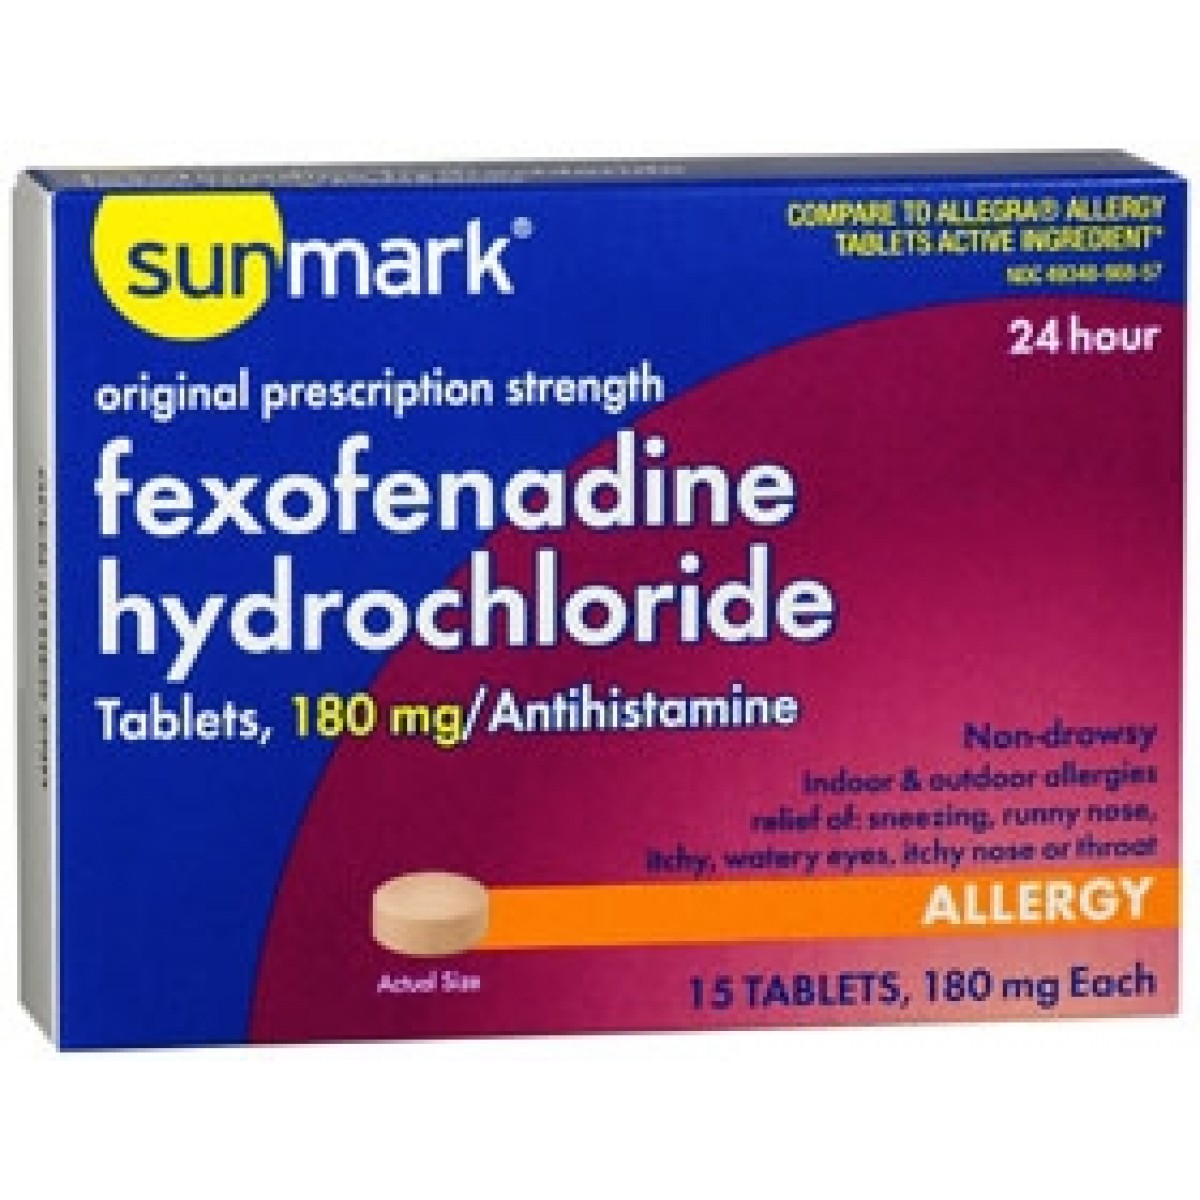 sunmark®
COMPARE TO ALLEGRA® ALLERGY
TABLETS ACTIVE INGREDIENT*
24 hour
original prescription strength
fexofenadine
hydrochloride
Tablets, 180 mg/Antihistamine
Non-drowsy
Indoor & outdoor allergies
relief of: sneezing, runny nose,
itchy, watery eyes, itchy nose or throat
ALLERGY
Actual Size
15 TABLETS, 180 mg Each